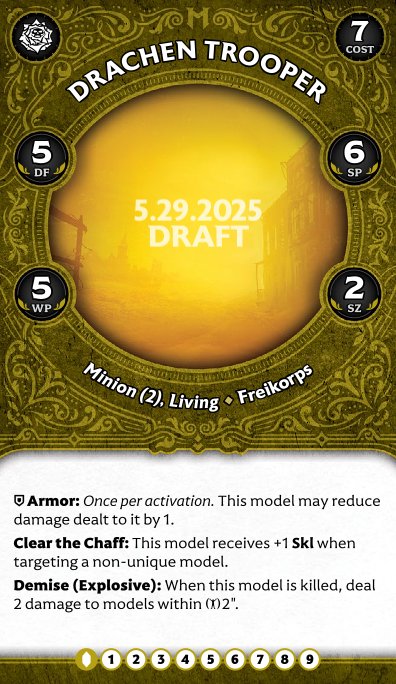 M
7
COST
DRACHEN TROOPER
5
DF
6
SP
5.29.2025
DRAFT
5
WP
2
SZ
Minion (2), Living • Freikorps
Armor: Once per activation. This model may reduce
damage dealt to it by 1.
Clear the Chaff: This model receives +1 Skl when
targeting a non-unique model.
Demise (Explosive): When this model is killed, deal
2 damage to models within 2".
1 2 3 4 5 6 7 8 9